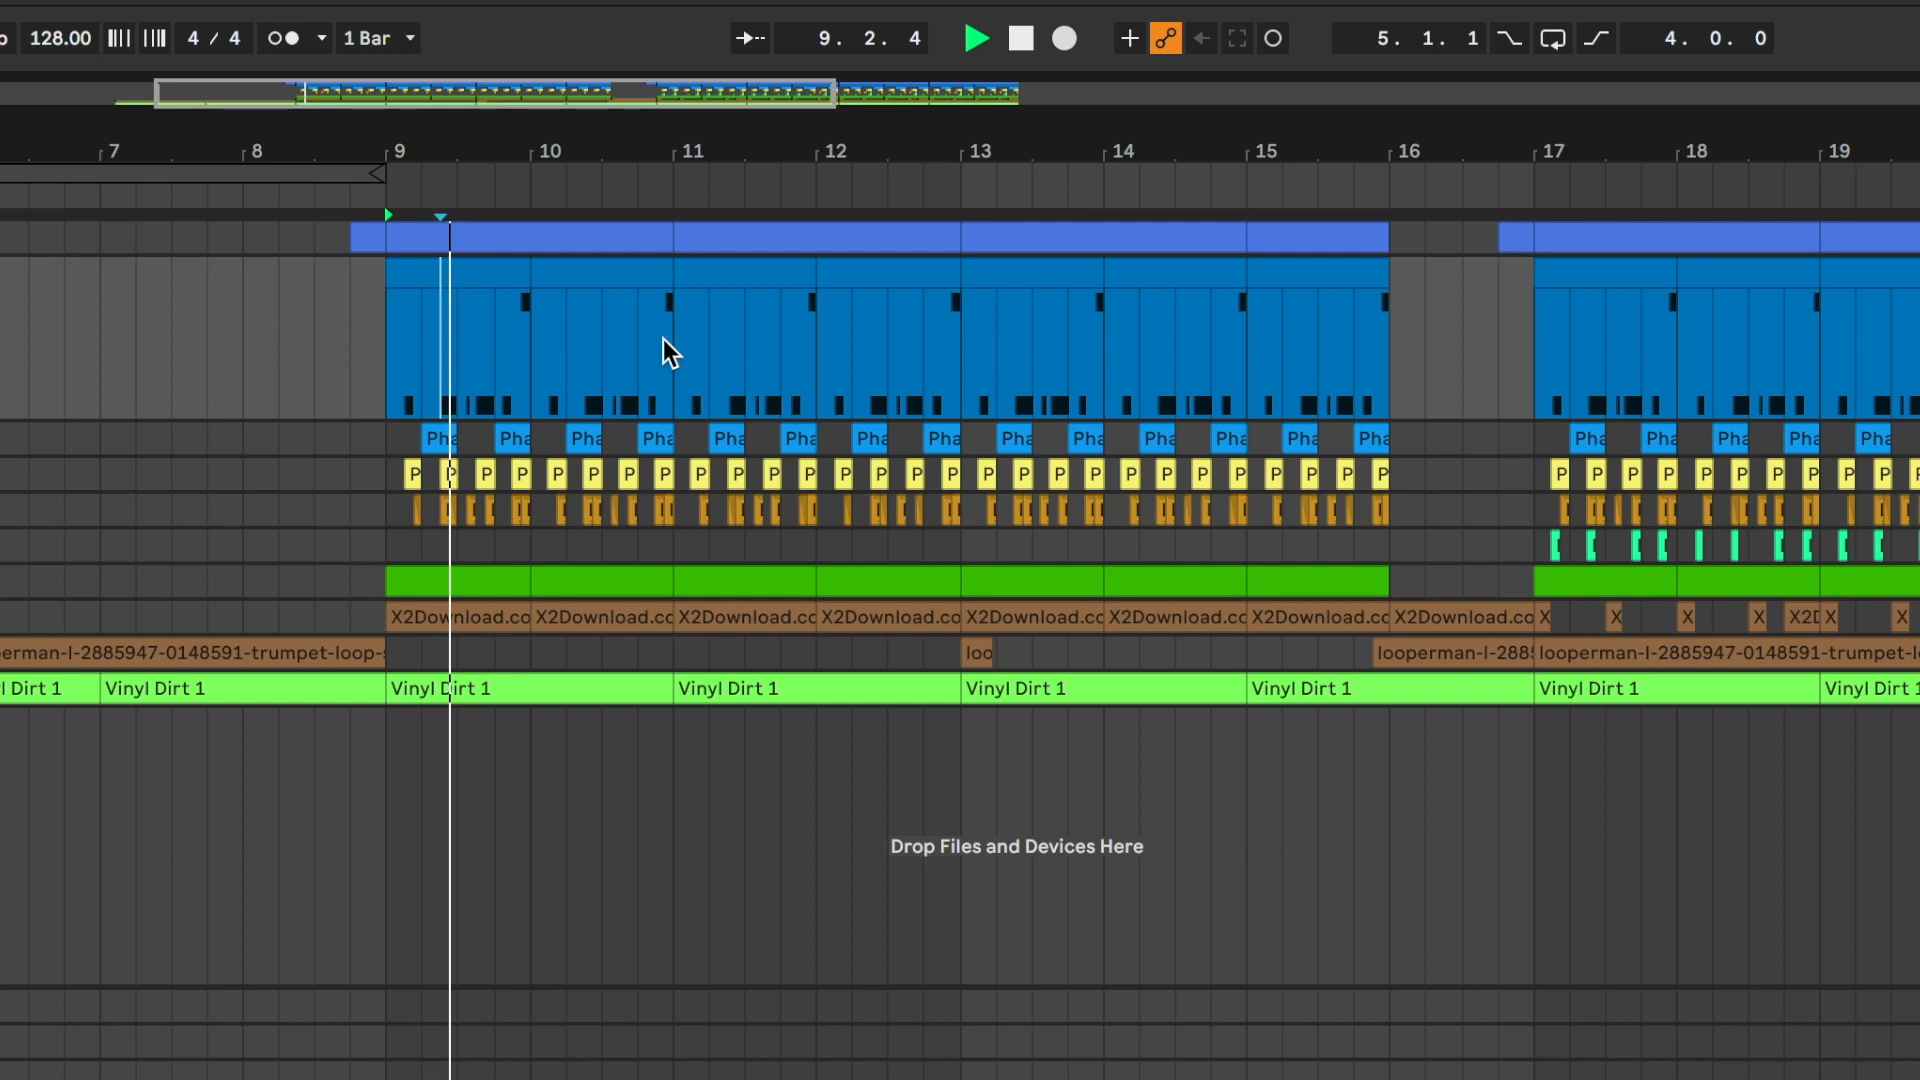 128.00 4 / 4 1 Bar 9. 2. 4 5. 1. 1 4. 0. 0
7 8 9 10 11 12 13 14 15 16 17 18 19
Pha Pha Pha Pha Pha Pha Pha Pha Pha Pha Pha Pha Pha Pha Pha Pha Pha Pha Pha
P P P P P P P P P P P P P P P P P P P P P P P P P P P P P P P P P P P P P P
X2Download.co X2Download.cc X2Download.cc X2Download.co X2Download.cc X2Download.cc X2Download.cc X2Download.co X X X X X2D X X
erman-l-2885947-0148591-trumpet-loop-s loo looperman-l-288 looperman-l-2885947-0148591-trumpet-l
l Dirt 1 Vinyl Dirt 1 Vinyl Dirt 1 Vinyl Dirt 1 Vinyl Dirt 1 Vinyl Dirt 1 Vinyl Dirt 1 Vinyl Dirt 1
Drop Files and Devices Here